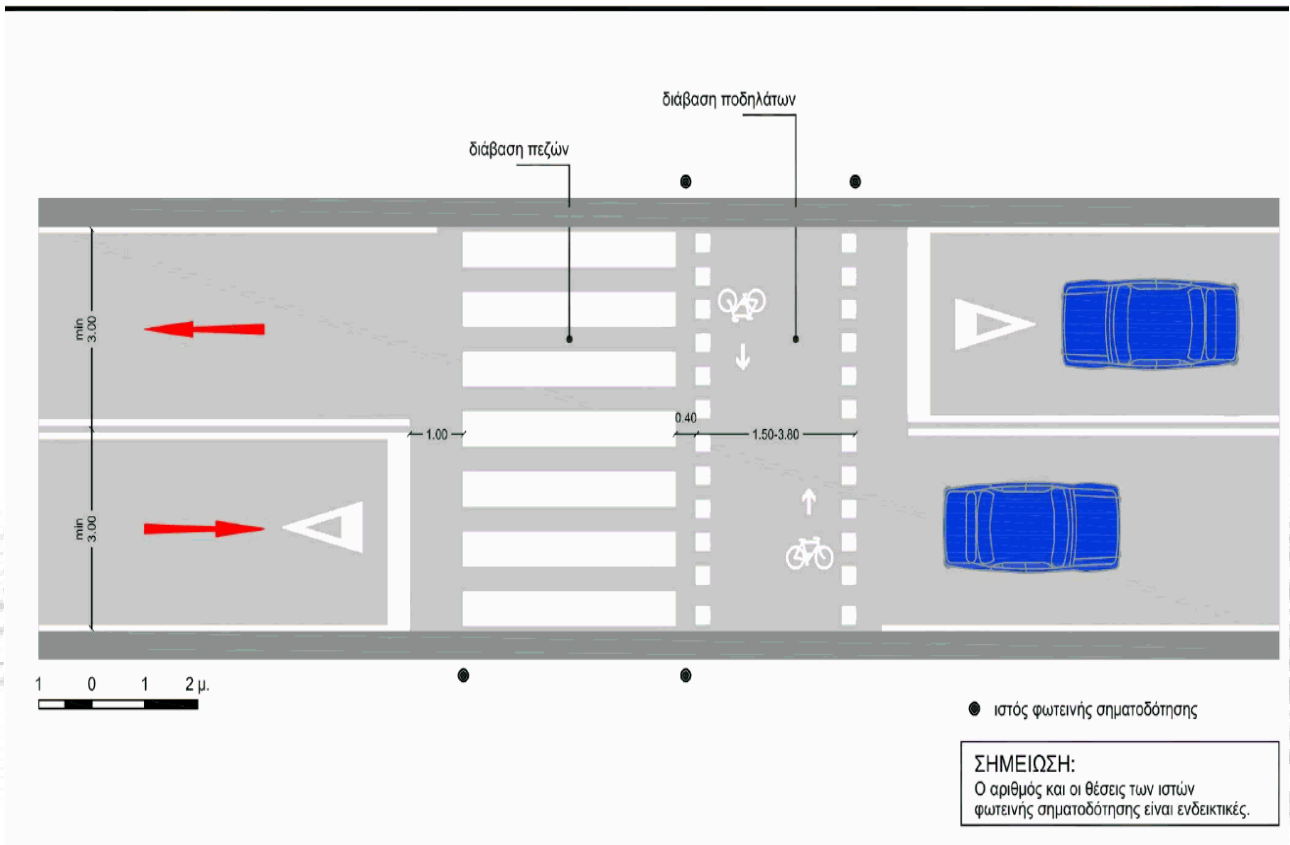 διάβαση ποδηλάτων
διάβαση πεζών
min
3.00
1.00
0.40
1.50-3.80
min
3.00
1 0 1 2 μ.
ιστός φωτεινής σηματοδότησης
ΣΗΜΕΙΩΣΗ:
Ο αριθμός και οι θέσεις των ιστών
φωτεινής σηματοδότησης είναι ενδεικτικές.